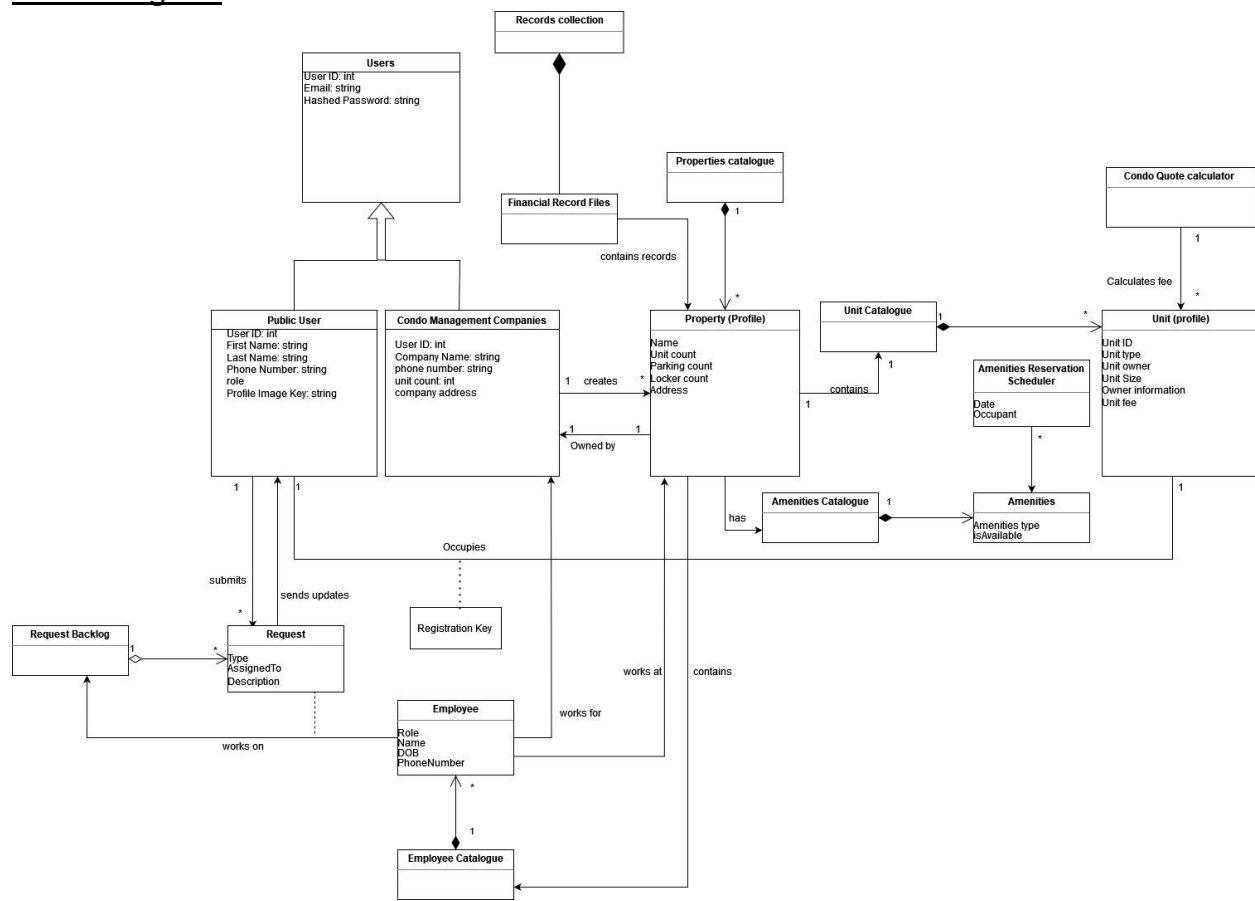 Records collection
Users
User ID: int
Email: string
Hashed Password: string
Properties catalogue
Condo Quote calculator
Financial Record Files
1
1
contains records
Calculates fee
*
*
Public User
User ID: int
First Name: string
Last Name: string
Phone Number: string
role
Profile Image Key: string
Condo Management Companies
User ID: int
Company Name: string
phone number: string
unit count: int
company address
1 creates *
1 1
Owned by
Property (Profile)
Name
Unit count
Parking count
Locker count
Address
Unit Catalogue
1
*
1
contains
1
Unit (profile)
Unit ID
Unit type
Unit owner
Unit Size
Owner information
Unit fee
Amenities Reservation
Scheduler
Date
Occupant
*
1
1
1
has
Amenities Catalogue
1
Amenities
Amenities type
isAvailable
Occupies
submits
sends updates
*
Registration Key
Request Backlog
1
*
Request
Type
AssignedTo
Description
works at
contains
works on
works for
Employee
Role
Name
DOB
PhoneNumber
*
1
Employee Catalogue